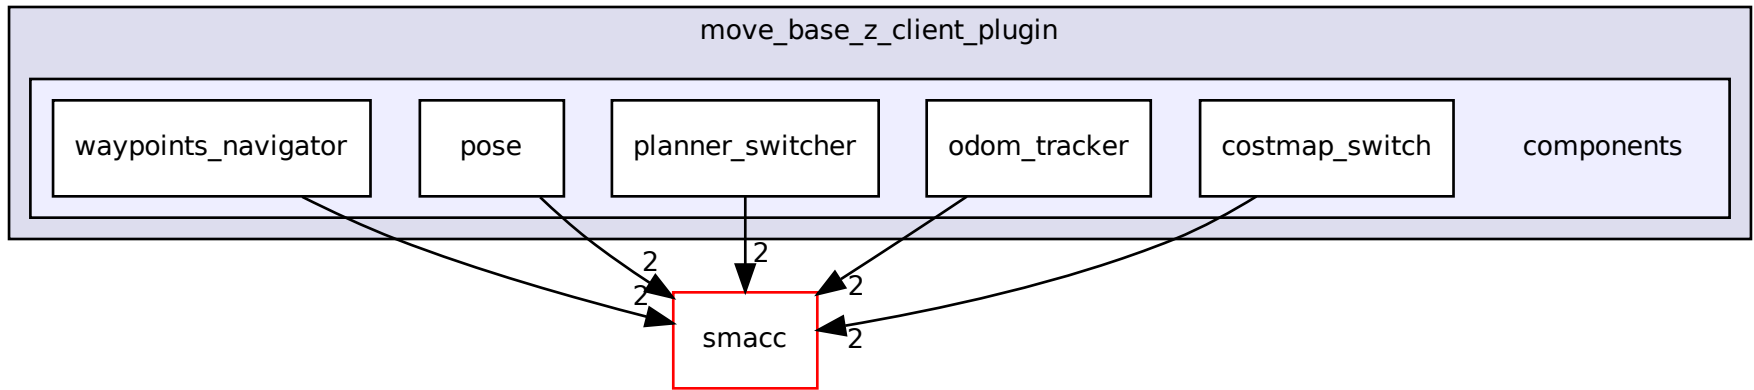 move_base_z_client_plugin
waypoints_navigator
pose
planner_switcher
odom_tracker
costmap_switch
components
2
2
2
2
2
smacc